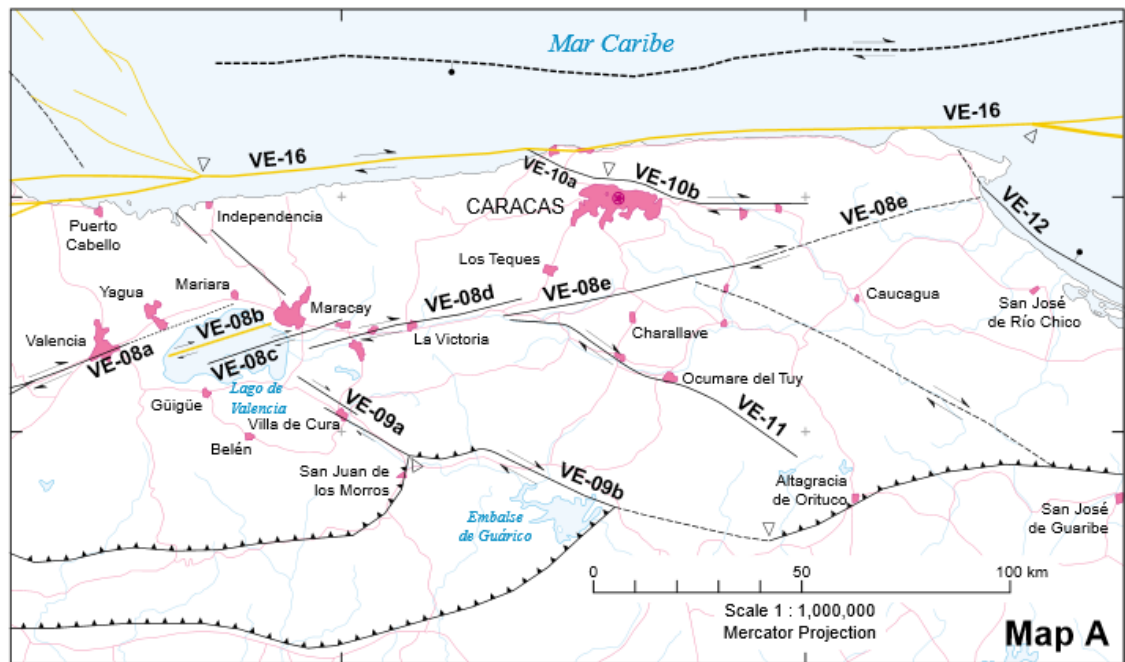 Mar Caribe
VE-16
VE-16
VE-10a
VE-10b
CARACAS
VE-08e
VE-12
Puerto
Cabello
Independencia
Los Teques
Mariara
Yagua
Maracay
VE-08d
VE-08e
Caucagua
San José
de Río Chico
Valencia
VE-08b
VE-08a
VE-08c
La Victoria
Charallave
Lago de
Valencia
Güigüe
VE-09a
Villa de Cura
Ocumare del Tuy
VE-11
Belén
San Juan de
los Morros
VE-09b
Altagracia
de Orituco
San José
de Guaribe
Embalse
de Guárico
0 50 100 km
Scale 1 : 1,000,000
Mercator Projection
Map A